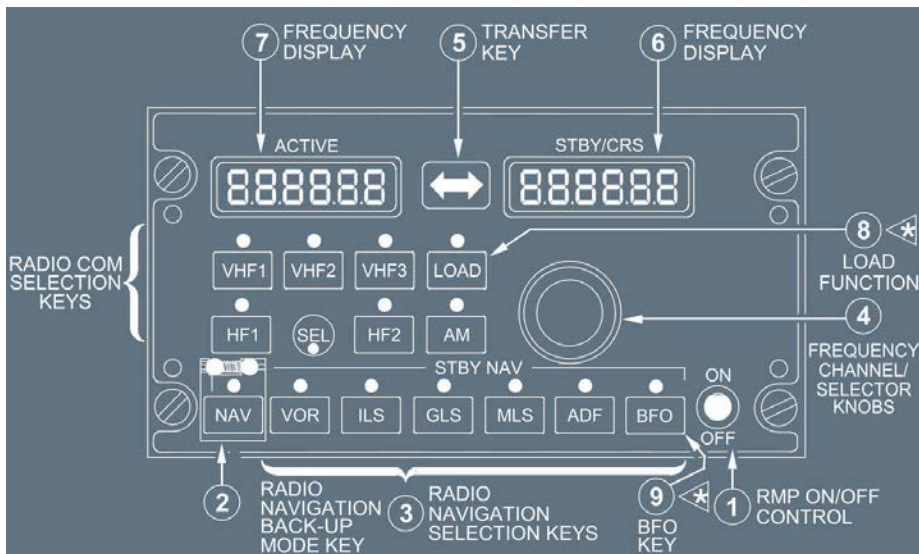 7 FREQUENCY
DISPLAY
5 TRANSFER
KEY
6 FREQUENCY
DISPLAY
ACTIVE
STBY/CRS
8.8.8.8.8.8
8.8.8.8.8.8
RADIO COM
SELECTION
KEYS
VHF1 VHF2 VHF3 LOAD
8 *
LOAD
FUNCTION
HF1 SEL HF2 AM
4
FREQUENCY
CHANNEL/
SELECTOR
KNOBS
STBY NAV
ON
NAV VOR ILS GLS MLS ADF BFO
OFF
2
RADIO
NAVIGATION
BACK-UP
MODE KEY
3 RADIO
NAVIGATION
SELECTION KEYS
9 *
BFO
KEY
1 RMP ON/OFF
CONTROL